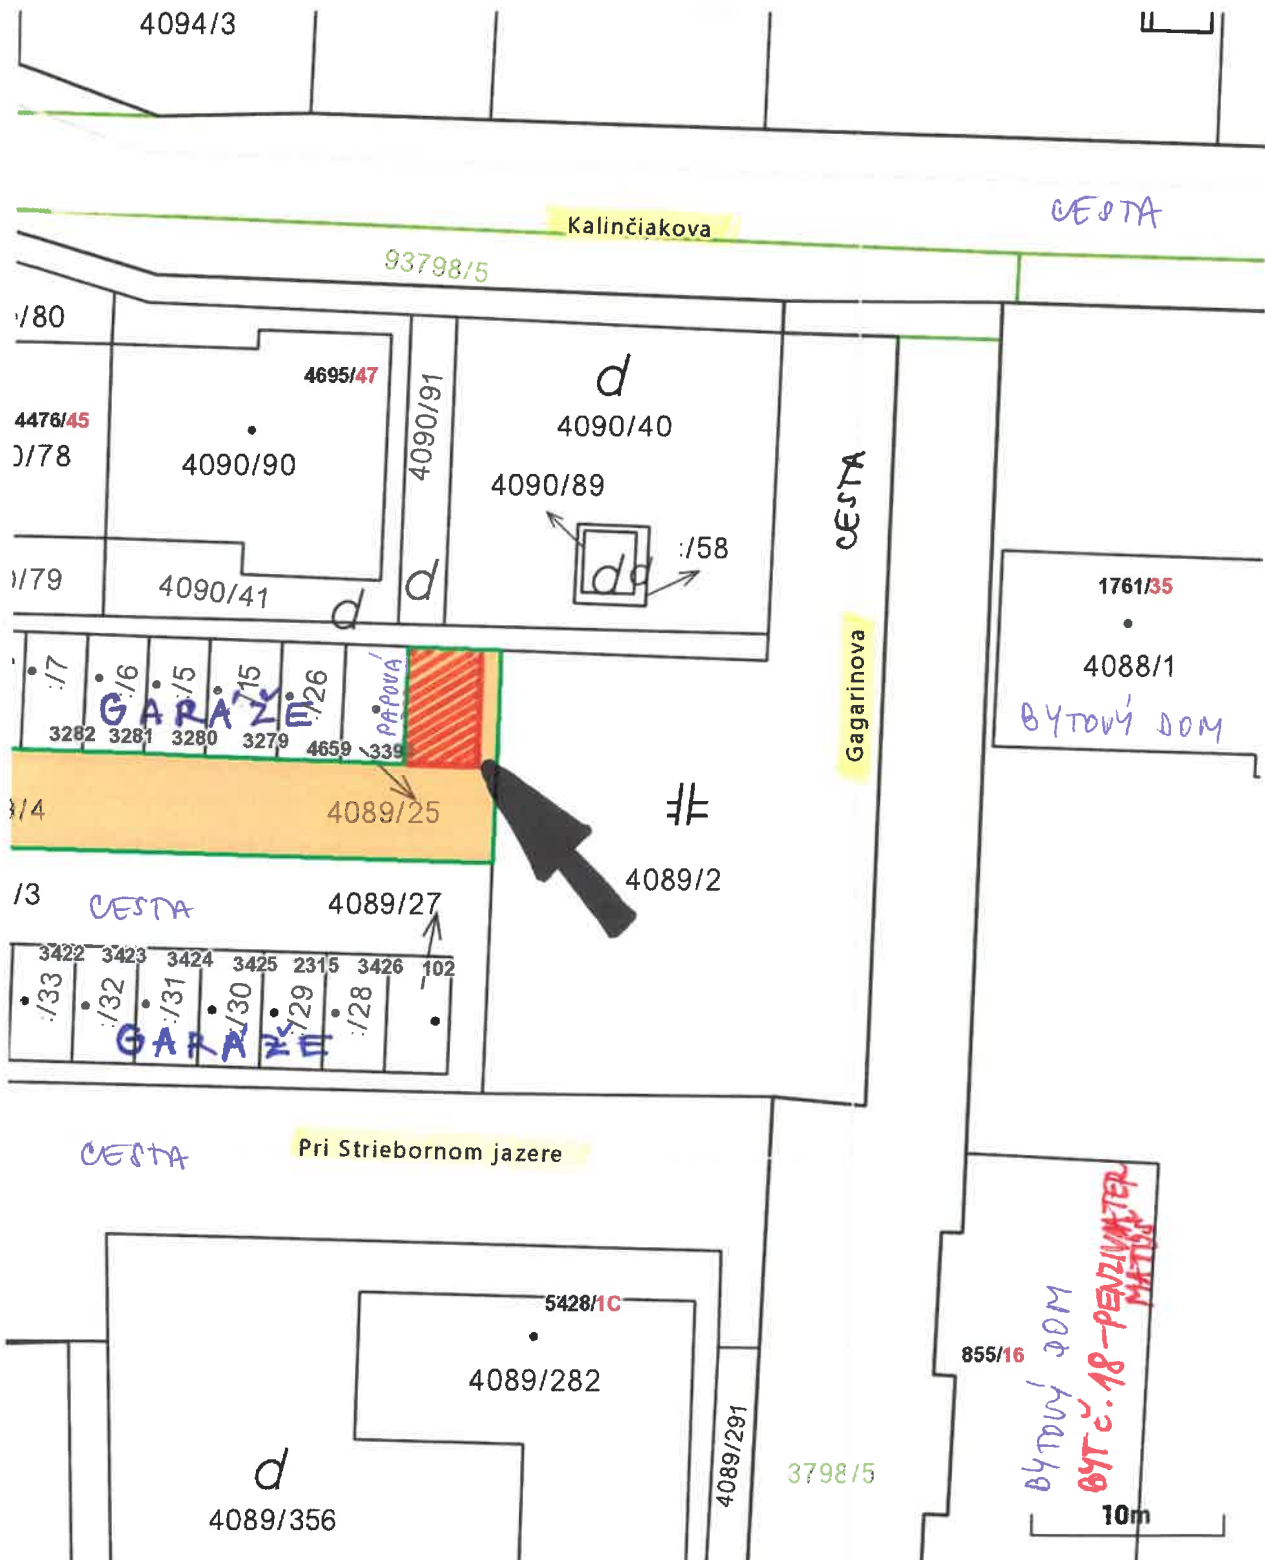 4094/3
CESTA
Kalinčiakova
93798/5
/80
4695/47
4090/91
d
4090/40
4476/45
0/78
4090/90
4090/89
CESTA
:/58
d d
1761/35
/79
4090/41
d
d
4088/1
BYTOVÝ DOM
Gagarinova
:/7
:/6
:/5
:/15
:/26
PAPOVÁ
GARÁŽE
3282 3281 3280 3279 4659 339
/4
4089/25
4089/2
/3
CESTA
4089/27
3422 3423 3424 3425 2315 3426 102
:/33
:/32
:/31
:/30
:/29
:/28
GARÁŽE
CESTA
Pri Striebornom jazere
5428/1C
4089/282
855/16
BYTOVÝ DOM
BYT č. 18 –
4089/291
3798/5
d
4089/356
10m